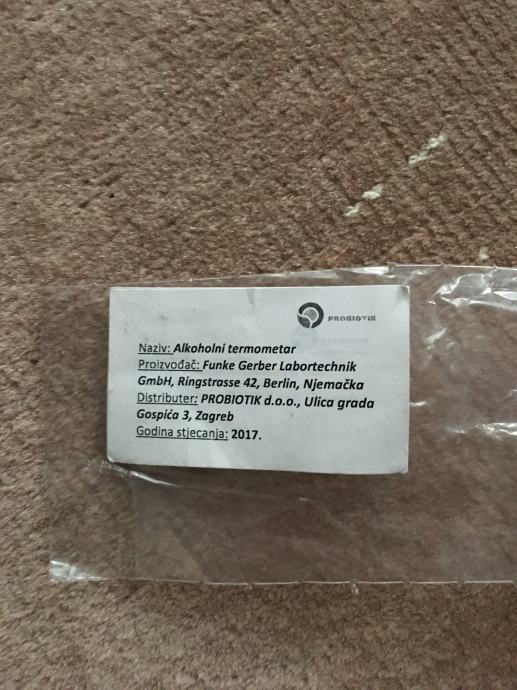 PROBIOTIK
Naziv: Alkoholni termometar
Proizvođač: Funke Gerber Labortechnik
GmbH, Ringstrasse 42, Berlin, Njemačka
Distributer: PROBIOTIK d.o.o., Ulica grada
Gospića 3, Zagreb
Godina stjecanja: 2017.